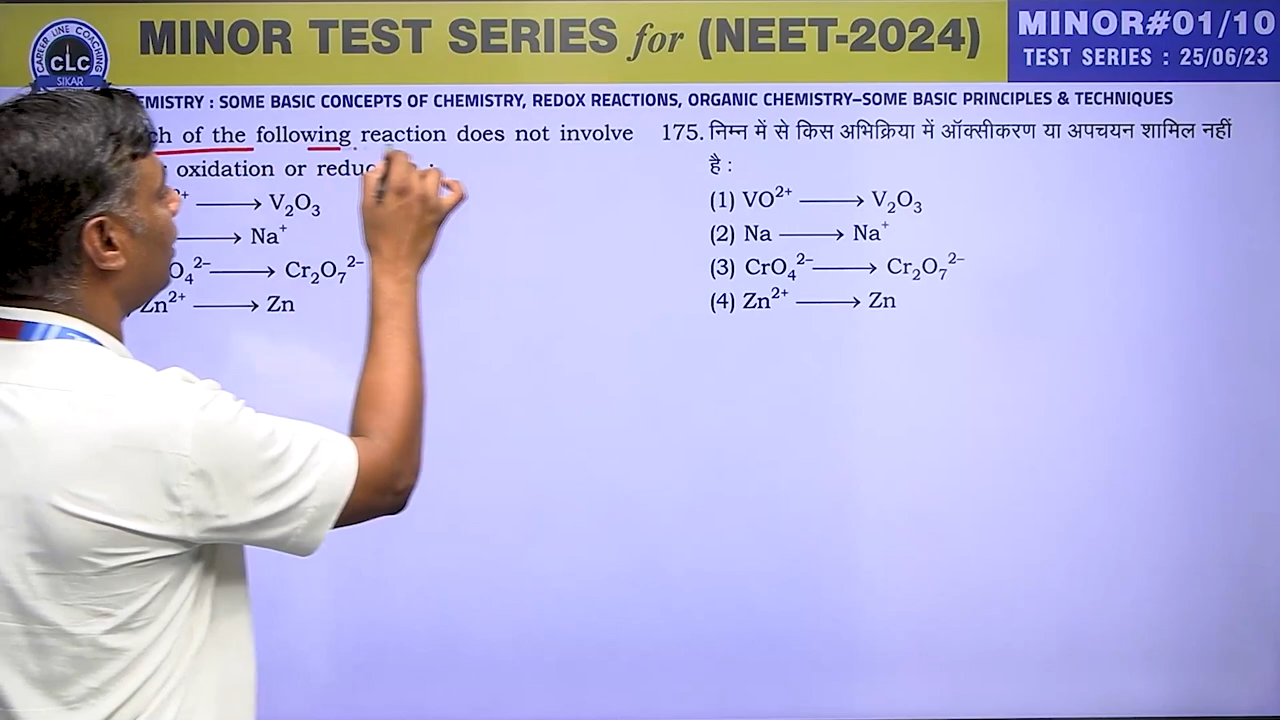 MINOR TEST SERIES for (NEET-2024)
MINOR#01/10
TEST SERIES : 25/06/23
CAREER LINE COACHING
CLC
SIKAR
: SOME BASIC CONCEPTS OF CHEMISTRY, REDOX REACTIONS, ORGANIC CHEMISTRY–SOME BASIC PRINCIPLES & TECHNIQUES
of the following reaction does not involve
oxidation or
⟶ V₂O₃
⟶ Na⁺
O₄²⁻ ⟶ Cr₂O₇²⁻
Zn²⁺ ⟶ Zn
175. निम्न में से किस अभिक्रिया में ऑक्सीकरण या अपचयन शामिल नहीं
है :
(1) VO²⁺ ⟶ V₂O₃
(2) Na ⟶ Na⁺
(3) CrO₄²⁻ ⟶ Cr₂O₇²⁻
(4) Zn²⁺ ⟶ Zn